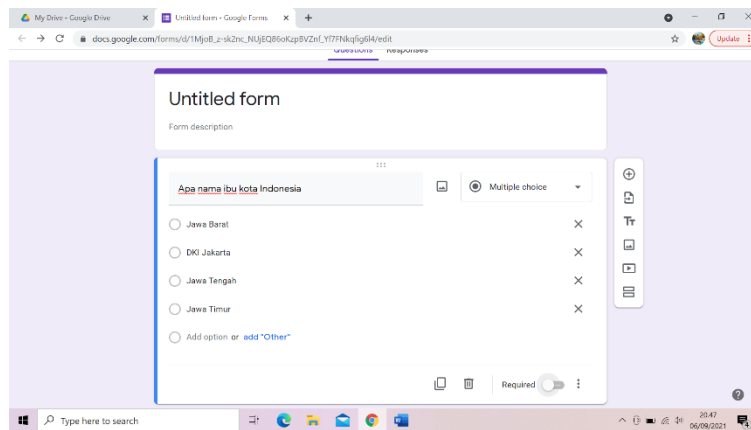 My Drive - Google Drive
Untitled form - Google Forms
docs.google.com/forms/d/1MjoB_z-sk2nc_NUjEQ86oKzpBVZnf_Yf7FNkqfig6l4/edit
Update
Questions Responses
Untitled form
Form description
Apa nama ibu kota Indonesia
Multiple choice
Jawa Barat
DKI Jakarta
Jawa Tengah
Jawa Timur
Add option or add "Other"
Required
Type here to search
20.47
06/09/2021